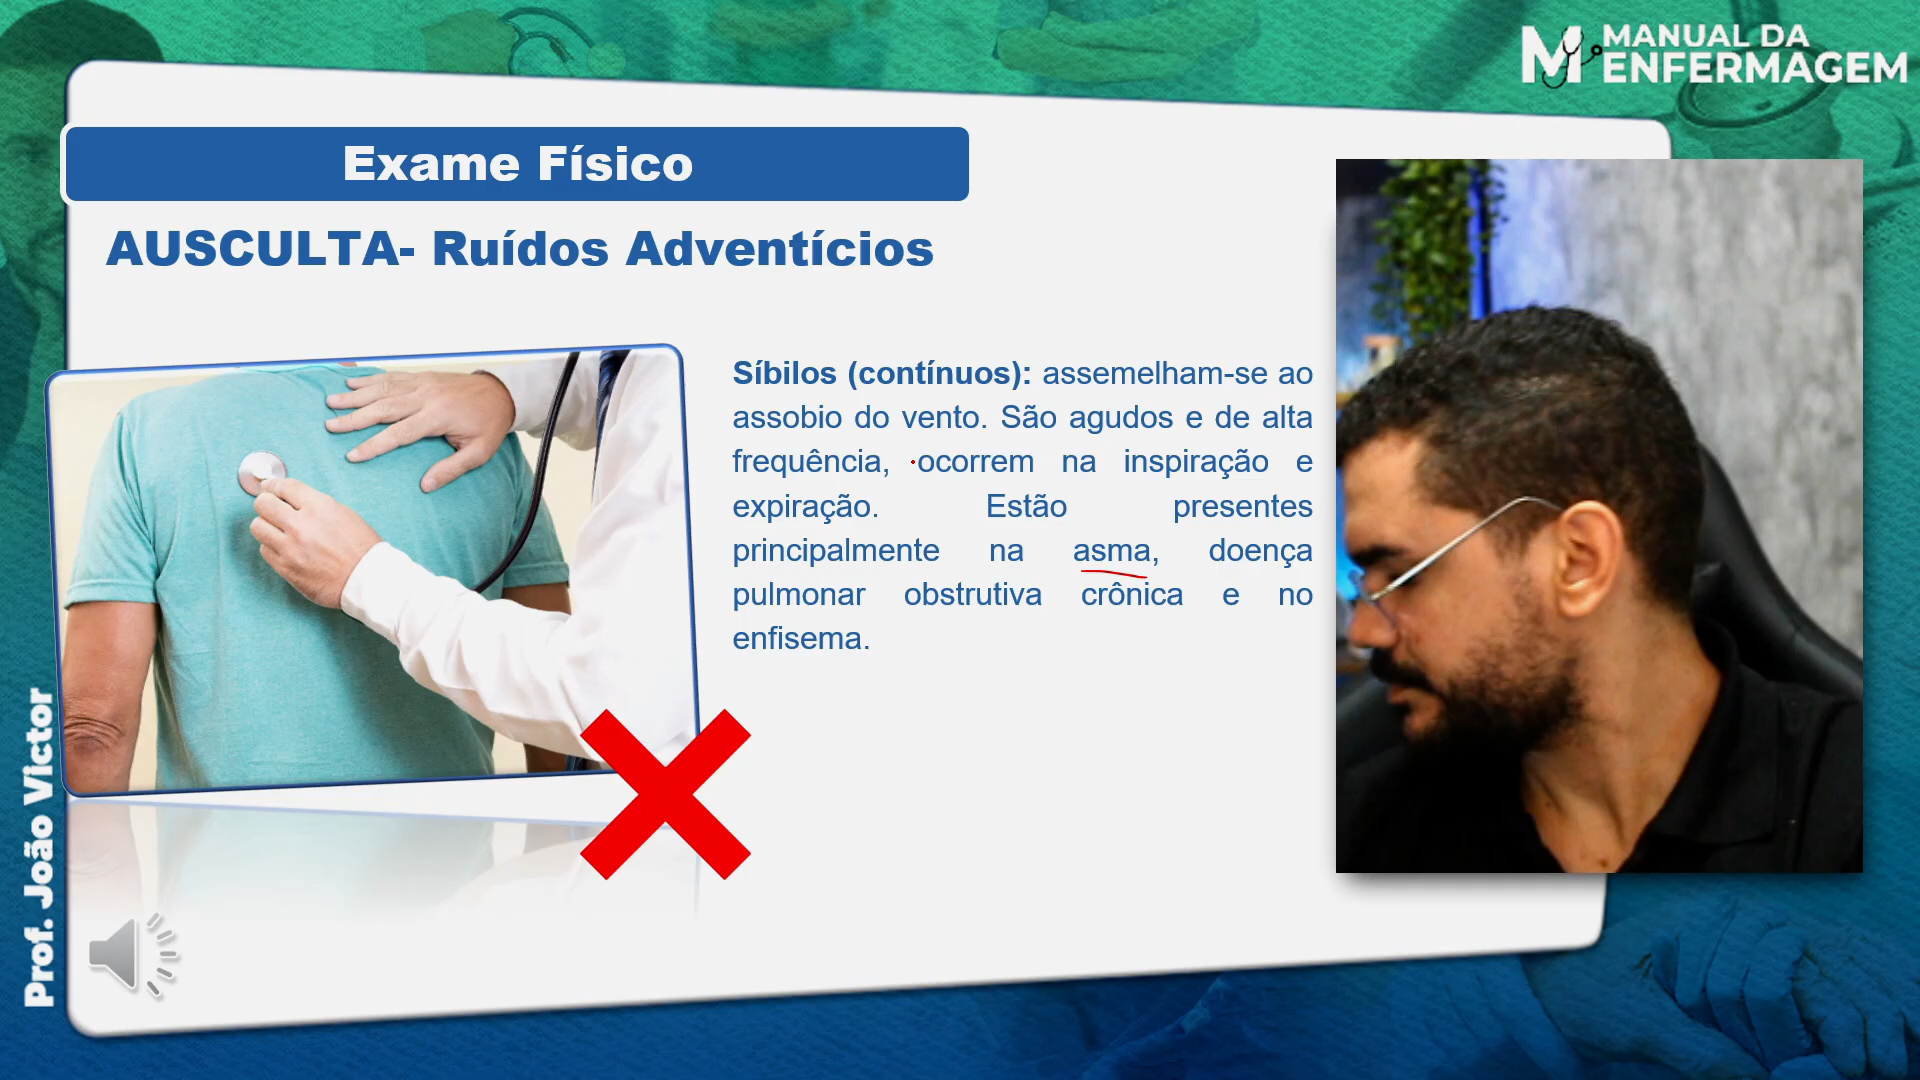 MANUAL DA
ENFERMAGEM
Exame Físico
AUSCULTA- Ruídos Adventícios
Síbilos (contínuos): assemelham-se ao
assobio do vento. São agudos e de alta
frequência, ocorrem na inspiração e
expiração. Estão presentes
principalmente na asma, doença
pulmonar obstrutiva crônica e no
enfisema.
Prof. João Victor